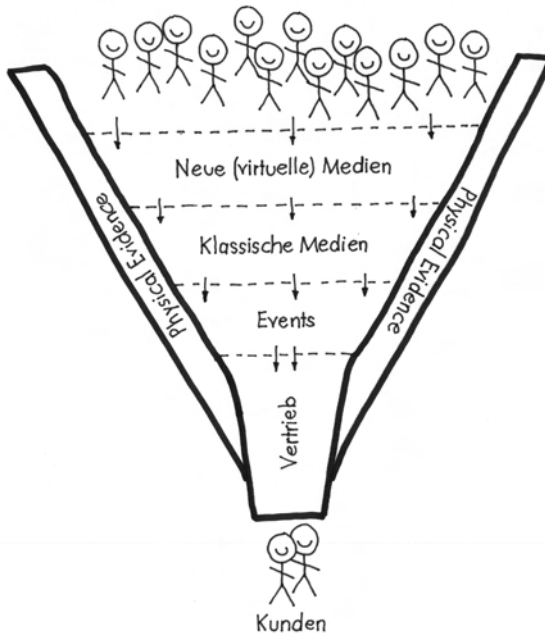 Neue (virtuelle) Medien
Physical Evidence
Klassische Medien
Physical Evidence
Events
Vertrieb
Kunden